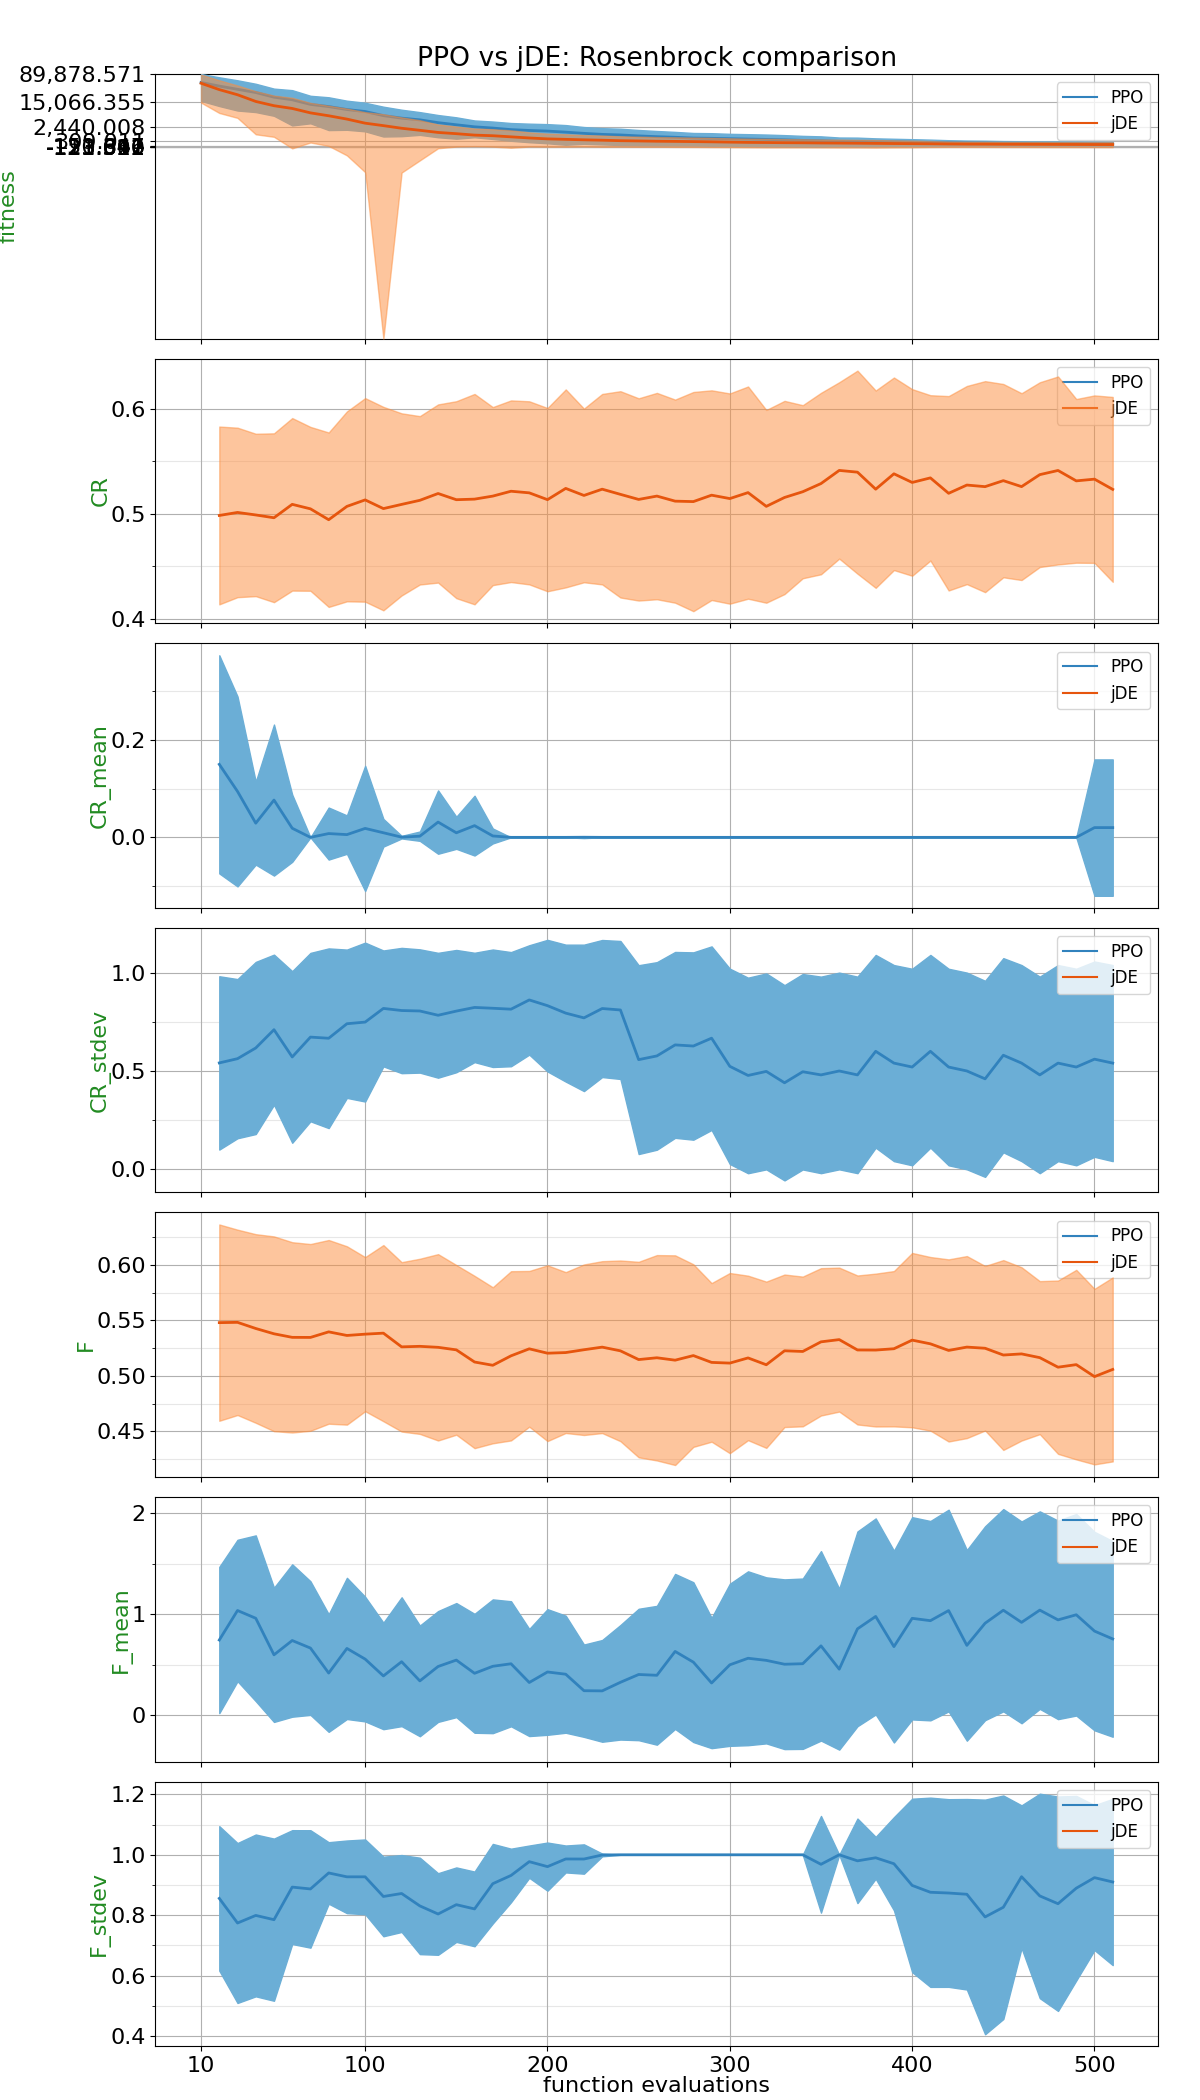 PPO vs jDE: Rosenbrock comparison
89,878.571
15,066.355
2,440.008
fitness
PPO
jDE
0.6
0.5
0.4
CR
PPO
jDE
0.2
0.0
CR_mean
PPO
jDE
1.0
0.5
0.0
CR_stdev
PPO
jDE
0.60
0.55
0.50
0.45
F
PPO
jDE
2
1
0
F_mean
PPO
jDE
1.2
1.0
0.8
0.6
0.4
F_stdev
PPO
jDE
10 100 200 300 400 500
function evaluations